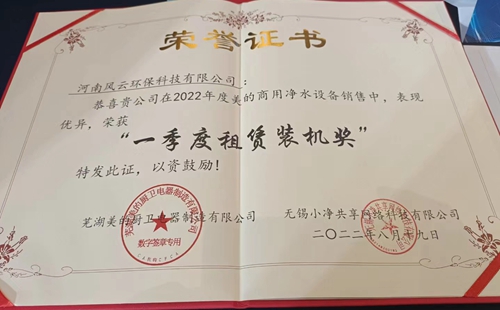 荣誉证书
河南风云环保科技有限公司：
恭喜贵公司在2022年度美的商用净水设备销售中，表现
优异，荣获
“一季度租赁装机奖”
特发此证，以资鼓励！
芜湖美的厨卫电器制造有限公司
无锡小净共享网络科技有限公司
二〇二二年八月十九日
数字签章专用